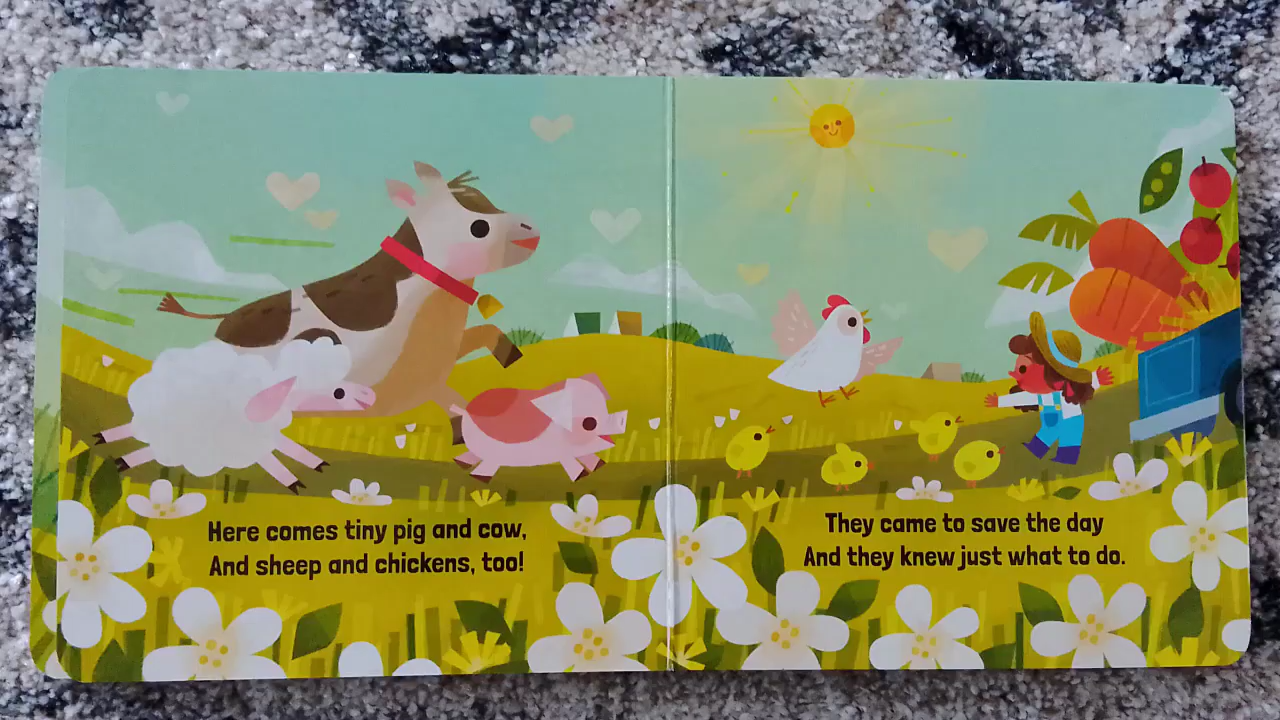 Here comes tiny pig and cow,
And sheep and chickens, too!
They came to save the day
And they knew just what to do.